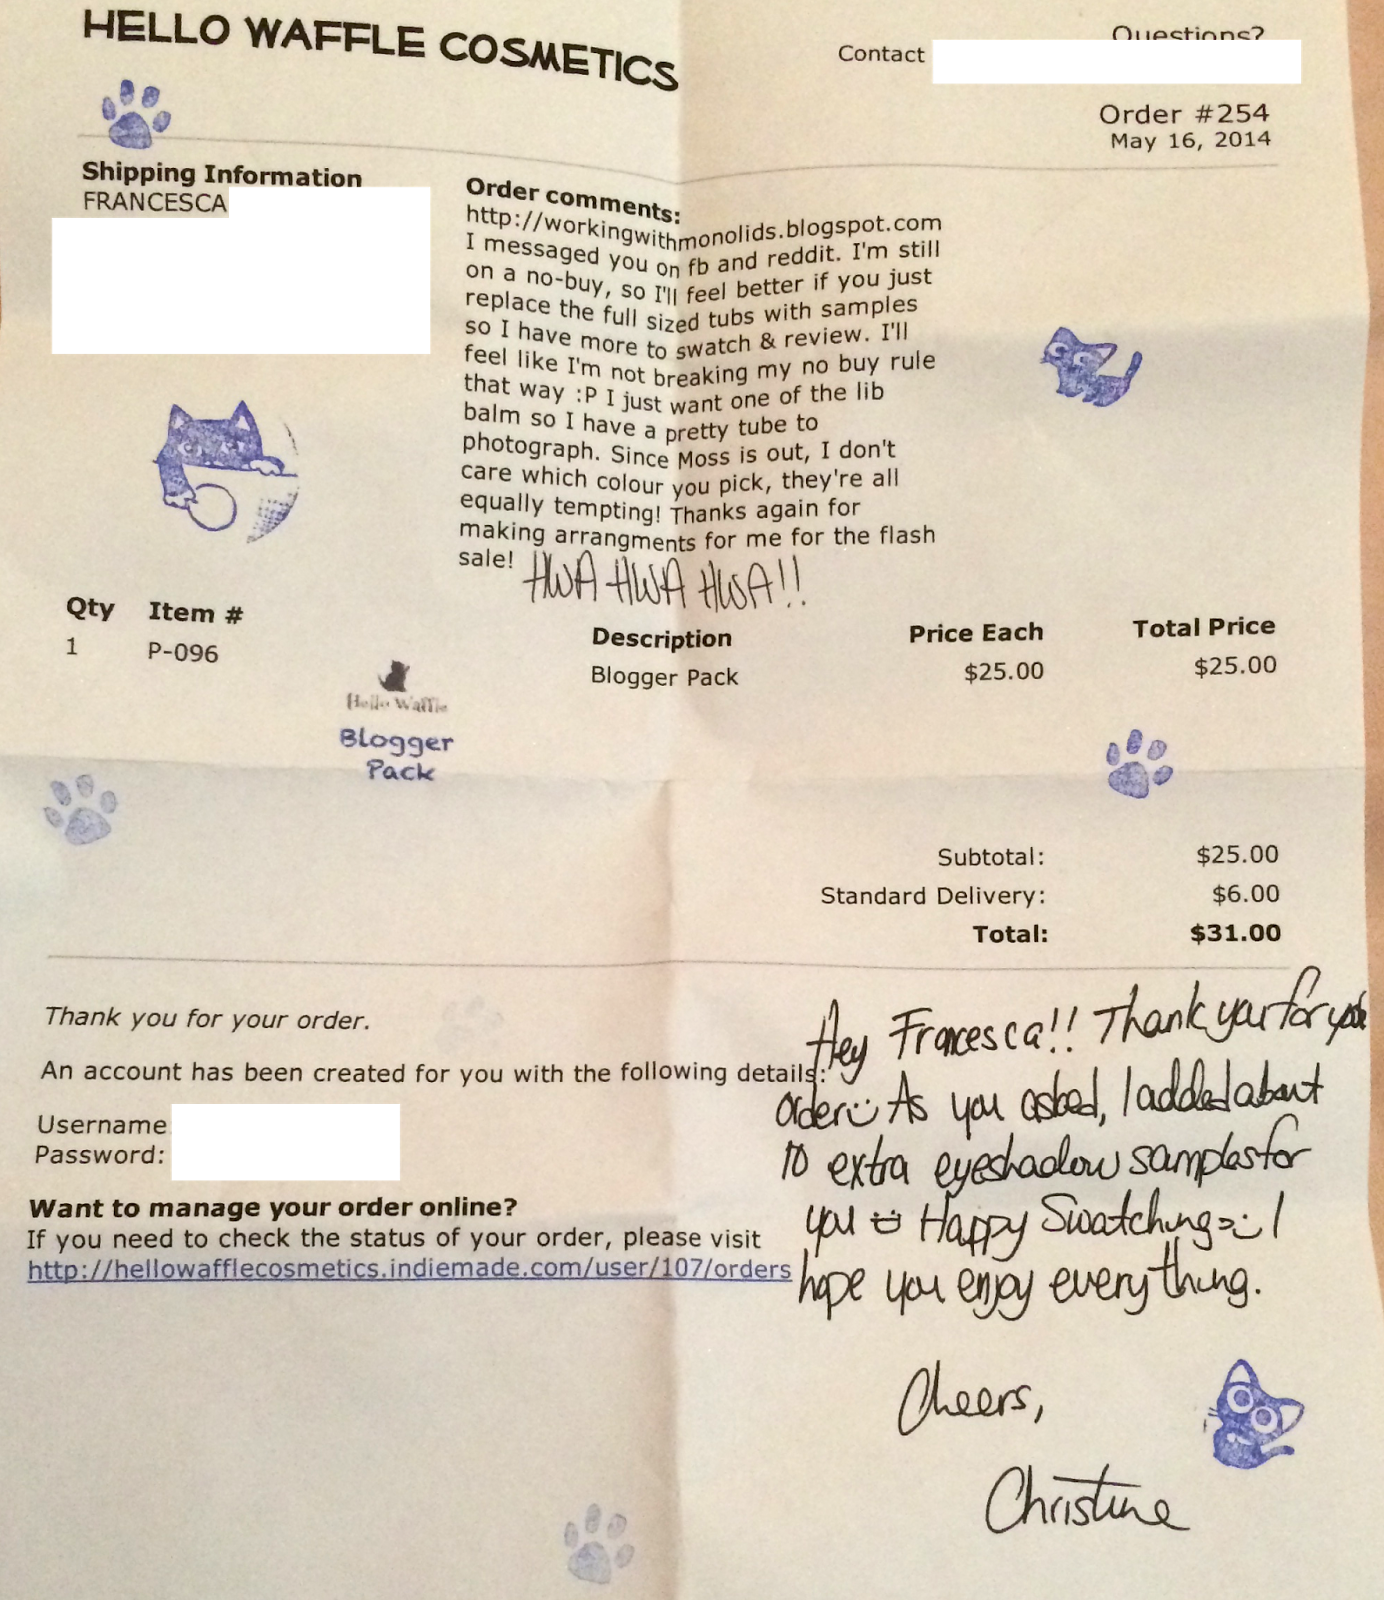 HELLO WAFFLE COSMETICS
Questions?
Contact
Order #254
May 16, 2014
Shipping Information
FRANCESCA
Order comments:
http://workingwithmonolids.blogspot.com
I messaged you on fb and reddit. I'm still
on a no-buy, so I'll feel better if you just
replace the full sized tubs with samples
so I have more to swatch & review. I'll
feel like I'm not breaking my no buy rule
that way :P I just want one of the lib
balm so I have a pretty tube to
photograph. Since Moss is out, I don't
care which colour you pick, they're all
equally tempting! Thanks again for
making arrangments for me for the flash
sale!
HWA HWA HWA!!
Qty Item # Description Price Each Total Price
1 P-096 Blogger Pack $25.00 $25.00
Hello Waffle
Blogger
Pack
Subtotal: $25.00
Standard Delivery: $6.00
Total: $31.00
Thank you for your order.
An account has been created for you with the following details:
Username
Password:
Want to manage your order online?
If you need to check the status of your order, please visit
http://hellowafflecosmetics.indiemade.com/user/107/orders
Hey Francesca!! Thank you for your
order :) As you asked, I added about
10 extra eyeshadow samples for
you :) Happy Swatching :) I
hope you enjoy everything.
Cheers,
Christine